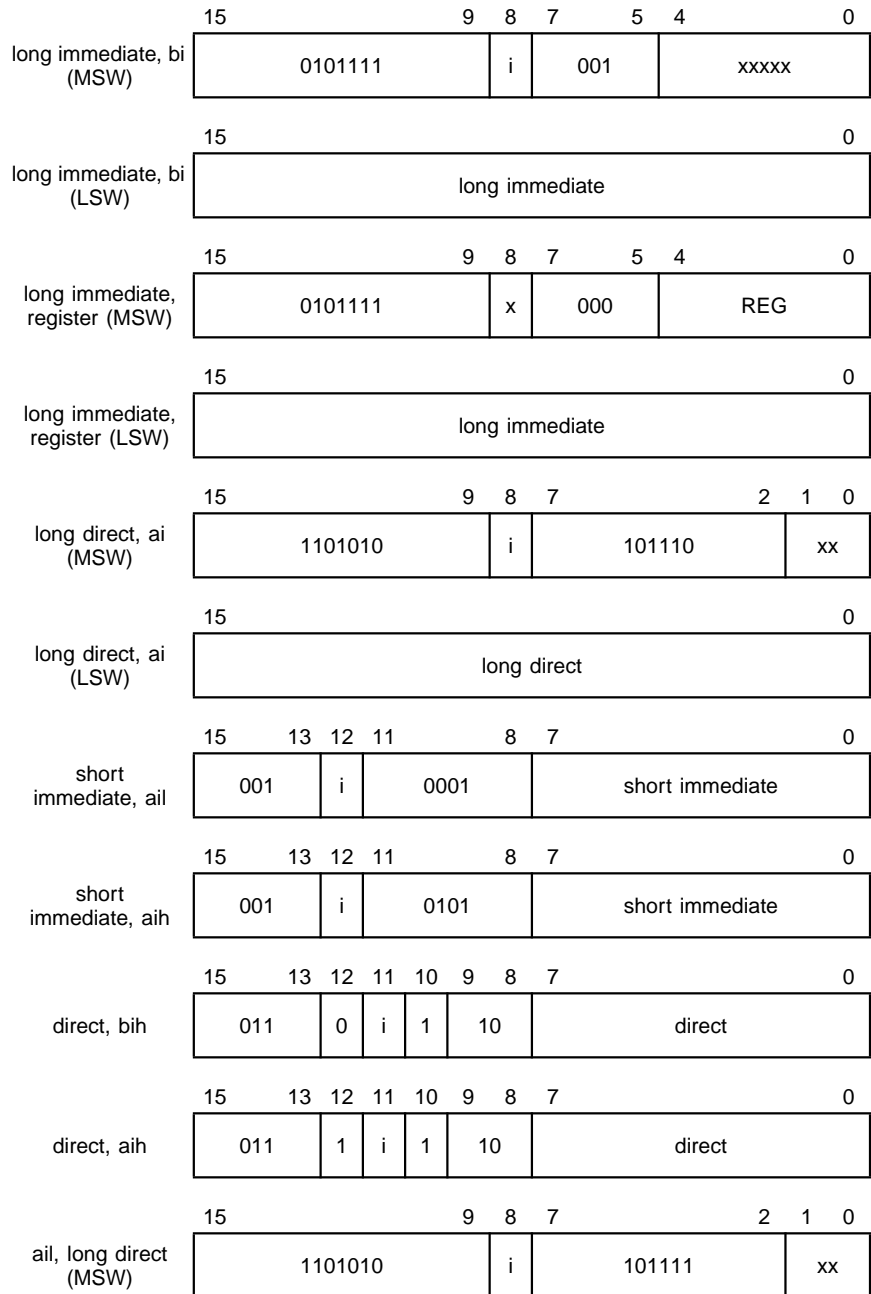 15 9 8 7 5 4 0
long immediate, bi
(MSW)
0101111 i 001 xxxxx
15 0
long immediate, bi
(LSW)
long immediate
15 9 8 7 5 4 0
long immediate,
register (MSW)
0101111 x 000 REG
15 0
long immediate,
register (LSW)
long immediate
15 9 8 7 2 1 0
long direct, ai
(MSW)
1101010 i 101110 xx
15 0
long direct, ai
(LSW)
long direct
15 13 12 11 8 7 0
short
immediate, ail
001 i 0001 short immediate
15 13 12 11 8 7 0
short
immediate, aih
001 i 0101 short immediate
15 13 12 11 10 9 8 7 0
direct, bih
011 0 i 1 10 direct
15 13 12 11 10 9 8 7 0
direct, aih
011 1 i 1 10 direct
15 9 8 7 2 1 0
ail, long direct
(MSW)
1101010 i 101111 xx